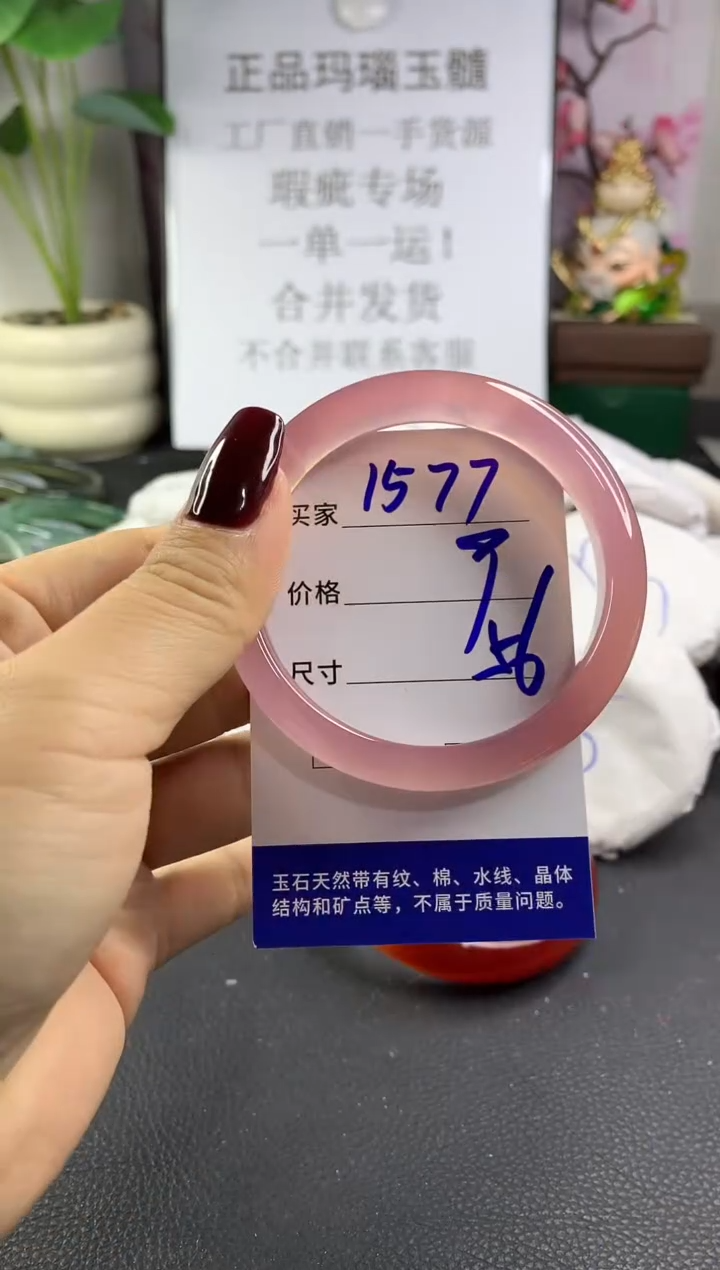 正品玛瑙玉髓
工厂直销一手货源
瑕疵专场
一单一运!
合并发货
不合并联系客服
买家 1577
价格
尺寸 56
玉石天然带有纹、棉、水线、晶体
结构和矿点等，不属于质量问题。